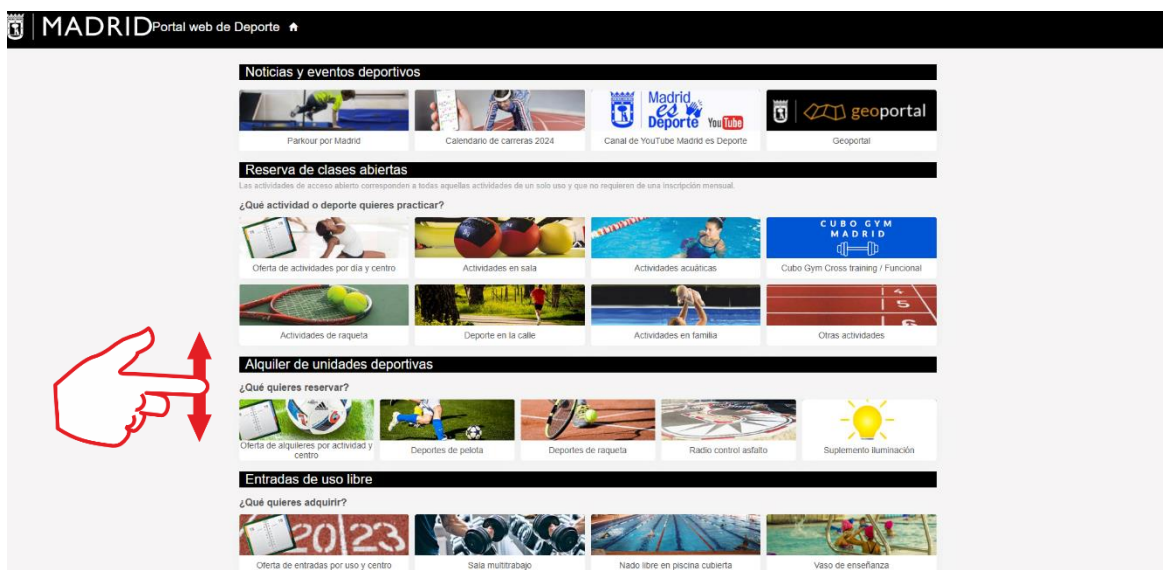 MADRID Portal web de Deporte
Noticias y eventos deportivos
Madrid
es
Deporte YouTube
geoportal
Parkour por Madrid
Calendario de carreras 2024
Canal de YouTube Madrid es Deporte
Geoportal
Reserva de clases abiertas
Las actividades de acceso abierto corresponden a todas aquellas actividades de un solo uso y que no requieren de una inscripción mensual.
¿Qué actividad o deporte quieres practicar?
CUBO GYM
MADRID
Oferta de actividades por día y centro
Actividades en sala
Actividades acuáticas
Cubo Gym Cross training / Funcional
5
Actividades de raqueta
Deporte en la calle
Actividades en familia
Otras actividades
Alquiler de unidades deportivas
¿Qué quieres reservar?
Oferta de alquileres por actividad y
centro
Deportes de pelota
Deportes de raqueta
Radio control asfalto
Suplemento iluminación
Entradas de uso libre
¿Qué quieres adquirir?
2023
Oferta de entradas por uso y centro
Sala multitrabajo
Nado libre en piscina cubierta
Vaso de enseñanza